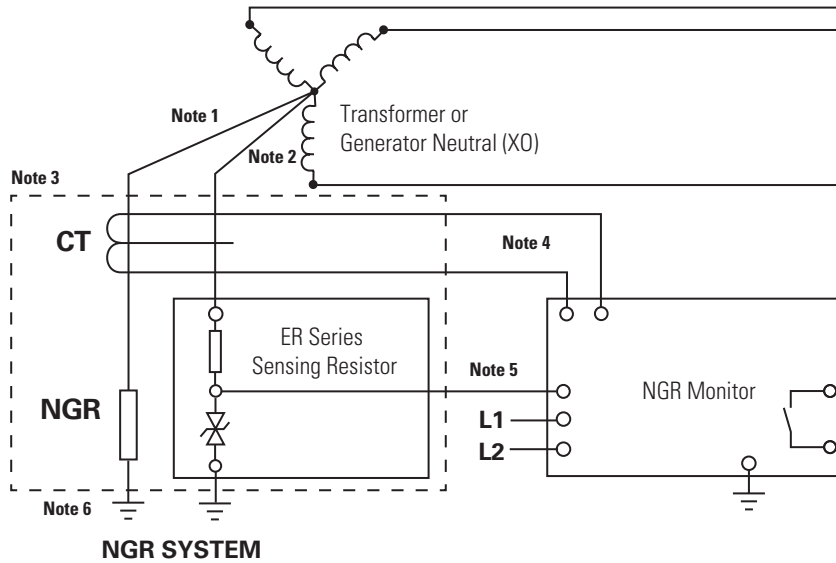 Note 1
Transformer or
Generator Neutral (XO)
Note 2
Note 3
CT
Note 4
ER Series
Sensing Resistor
Note 5
NGR Monitor
NGR
L1
L2
Note 6
NGR SYSTEM